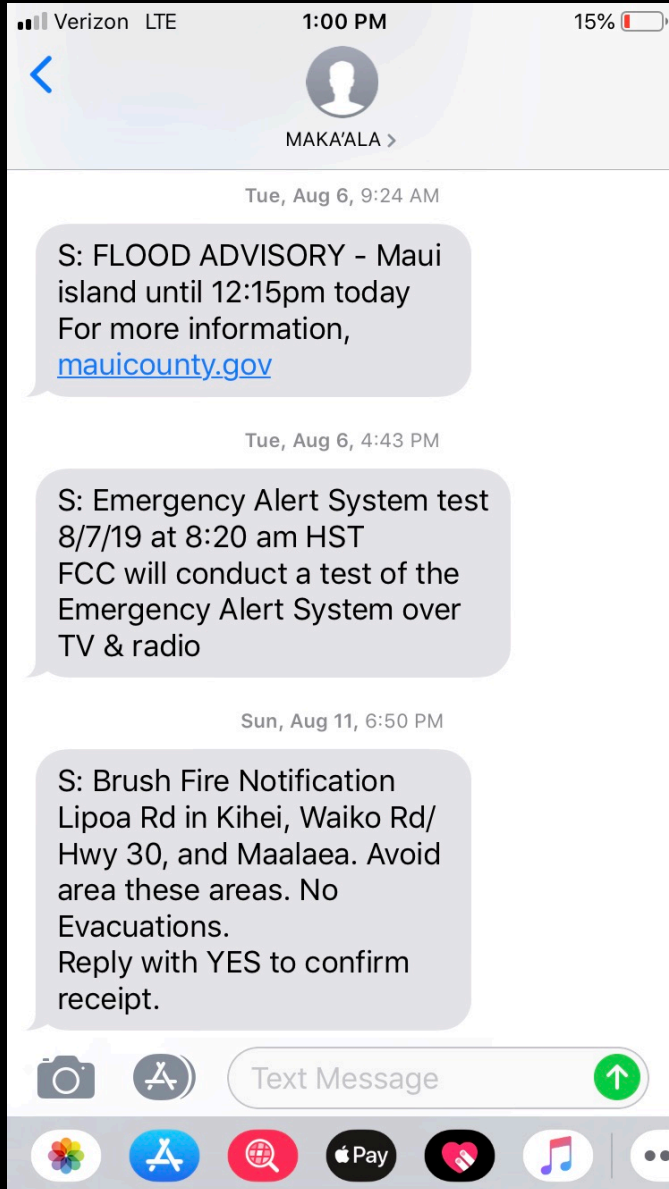 Verizon LTE 1:00 PM 15%
MAKA'ALA >
Tue, Aug 6, 9:24 AM
S: FLOOD ADVISORY - Maui
island until 12:15pm today
For more information,
mauicounty.gov
Tue, Aug 6, 4:43 PM
S: Emergency Alert System test
8/7/19 at 8:20 am HST
FCC will conduct a test of the
Emergency Alert System over
TV & radio
Sun, Aug 11, 6:50 PM
S: Brush Fire Notification
Lipoa Rd in Kihei, Waiko Rd/
Hwy 30, and Maalaea. Avoid
area these areas. No
Evacuations.
Reply with YES to confirm
receipt.
Text Message
Pay